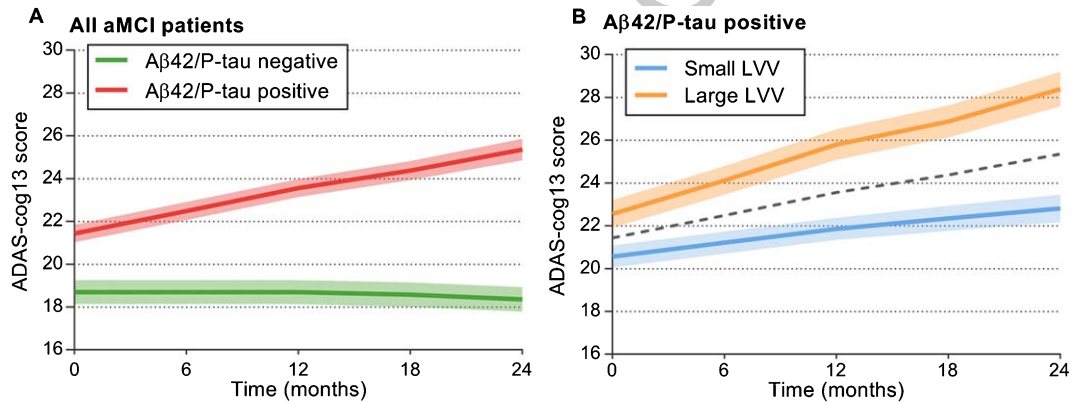 A
All aMCI patients
30
28
26
24
22
20
18
16
ADAS-cog13 score
Aβ42/P-tau negative
Aβ42/P-tau positive
0
6
12
18
24
Time (months)
B
Aβ42/P-tau positive
30
28
26
24
22
20
18
16
ADAS-cog13 score
Small LVV
Large LVV
0
6
12
18
24
Time (months)